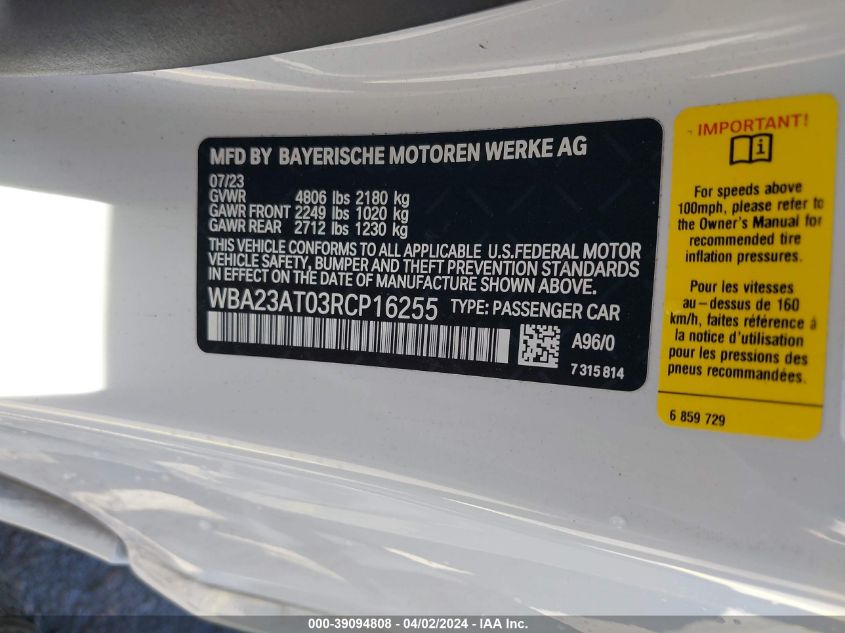 MFD BY BAYERISCHE MOTOREN WERKE AG
07/23
GVWR 4806 lbs 2180 kg
GAWR FRONT 2249 lbs 1020 kg
GAWR REAR 2712 lbs 1230 kg
THIS VEHICLE CONFORMS TO ALL APPLICABLE U.S.FEDERAL MOTOR
VEHICLE SAFETY, BUMPER AND THEFT PREVENTION STANDARDS
IN EFFECT ON THE DATE OF MANUFACTURE SHOWN ABOVE.
WBA23AT03RCP16255 TYPE: PASSENGER CAR
A96/0
7 315 814
IMPORTANT!
For speeds above
100mph, please refer to
the Owner's Manual for
recommended tire
inflation pressures.
Pour les vitesses
au-dessus de 160
km/h, faites référence à
la notice d'utilisation
pour les pressions des
pneus recommandées.
6 859 729
000-39094808 - 04/02/2024 - IAA Inc.